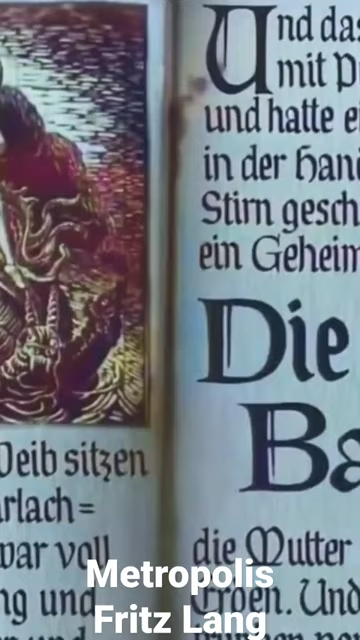 Weib sitzen
arlach=
war voll
ng und
Und das
mit P
und hatte e
in der Han
Stirn gesch
ein Geheim
Die
Ba
die Mutter
Erden. Und
Metropolis
Fritz Lang